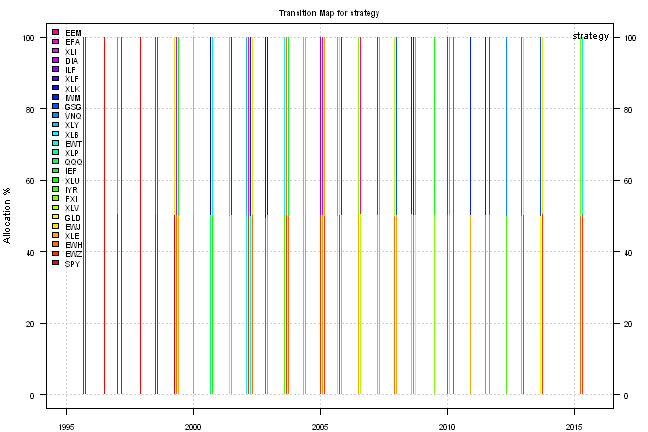 Transition Map for strategy
strategy
100
80
60
40
20
0
Allocation %
EEM
EFA
XLI
DIA
ILF
XLF
XLK
IWM
GSG
VNQ
XLY
XLB
EWT
XLP
QQQ
IEF
XLU
IYR
FXI
XLV
GLD
EWJ
XLE
EWH
EWZ
SPY
100
80
60
40
20
0
1995
2000
2005
2010
2015